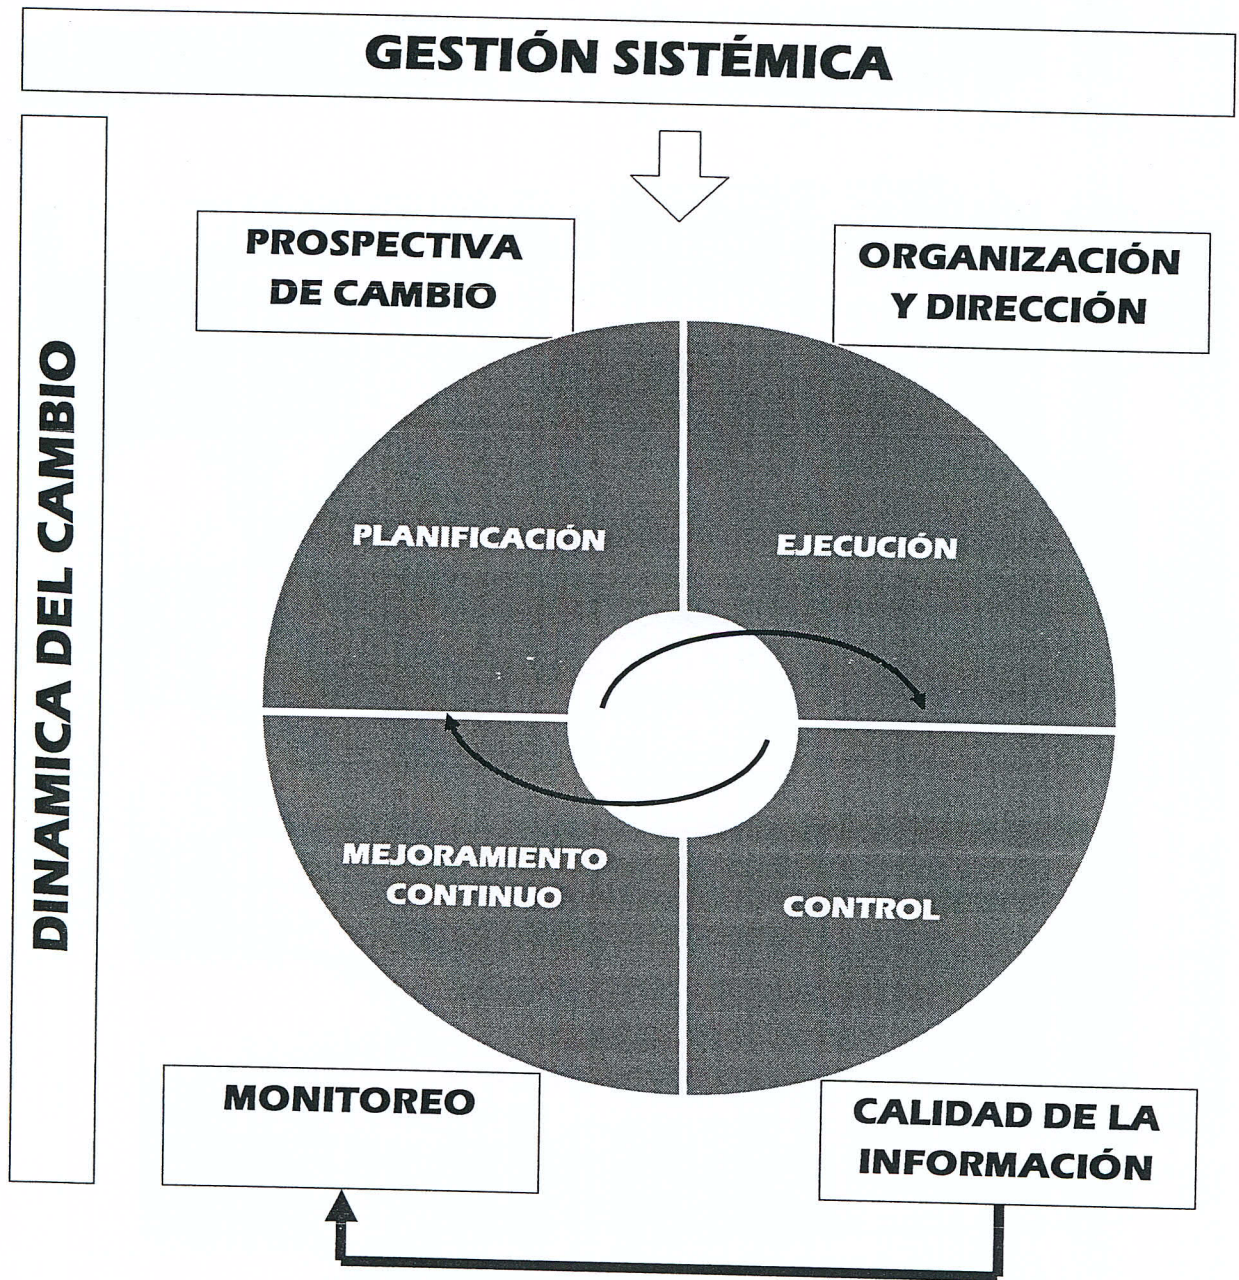 GESTIÓN SISTÉMICA
DINAMICA DEL CAMBIO
PROSPECTIVA
DE CAMBIO
ORGANIZACIÓN
Y DIRECCIÓN
PLANIFICACIÓN
EJECUCIÓN
MEJORAMIENTO
CONTINUO
CONTROL
MONITOREO
CALIDAD DE LA
INFORMACIÓN